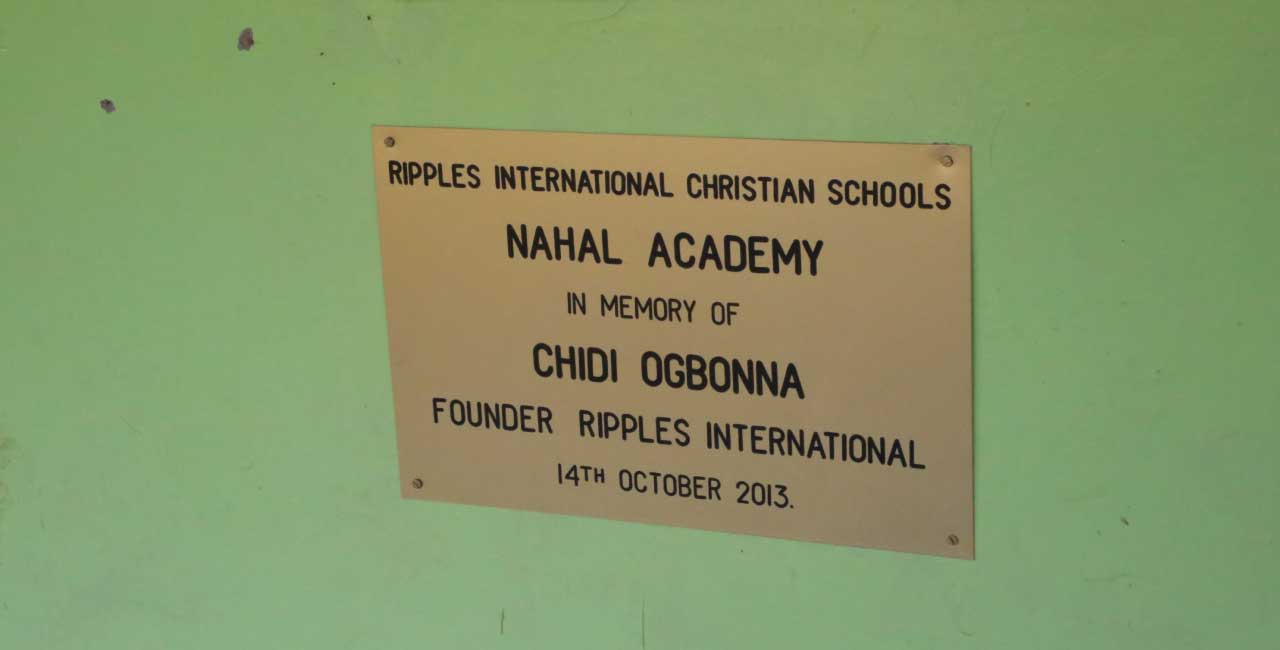 RIPPLES INTERNATIONAL CHRISTIAN SCHOOLS
NAHAL ACADEMY
IN MEMORY OF
CHIDI OGBONNA
FOUNDER RIPPLES INTERNATIONAL
14TH OCTOBER 2013.